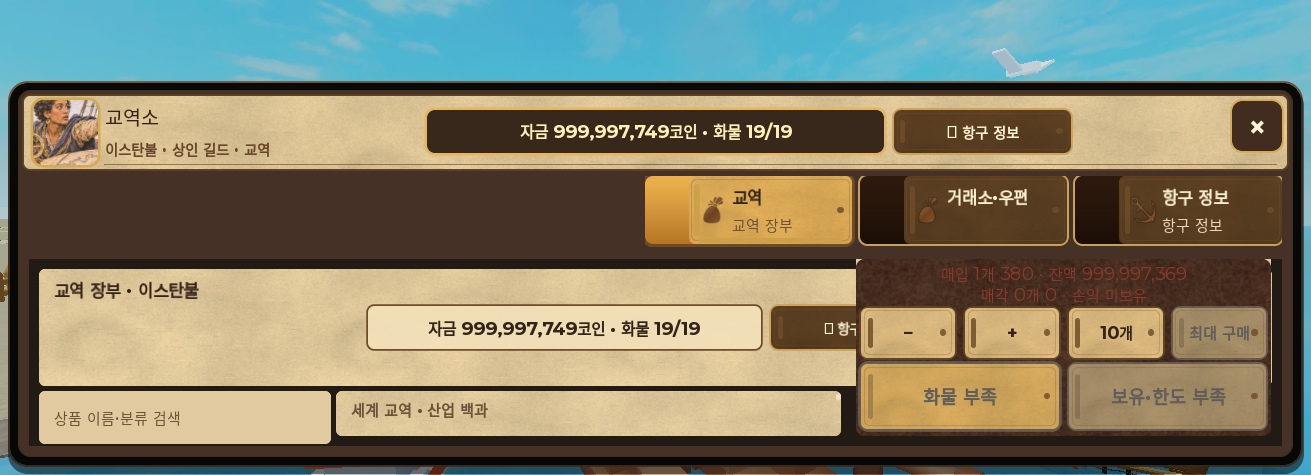 교역소
이스탄불 • 상인 길드 • 교역
자금 999,997,749코인 • 화물 19/19
항구 정보
×
교역
교역 장부
거래소•우편
항구 정보
항구 정보
교역 장부 • 이스탄불
자금 999,997,749코인 • 화물 19/19
항구
매입 1개 380 · 잔액 999,997,369
매각 0개 0 · 손익 미보유
−
+
10개
최대 구매
화물 부족
보유•한도 부족
상품 이름•분류 검색
세계 교역 • 산업 백과